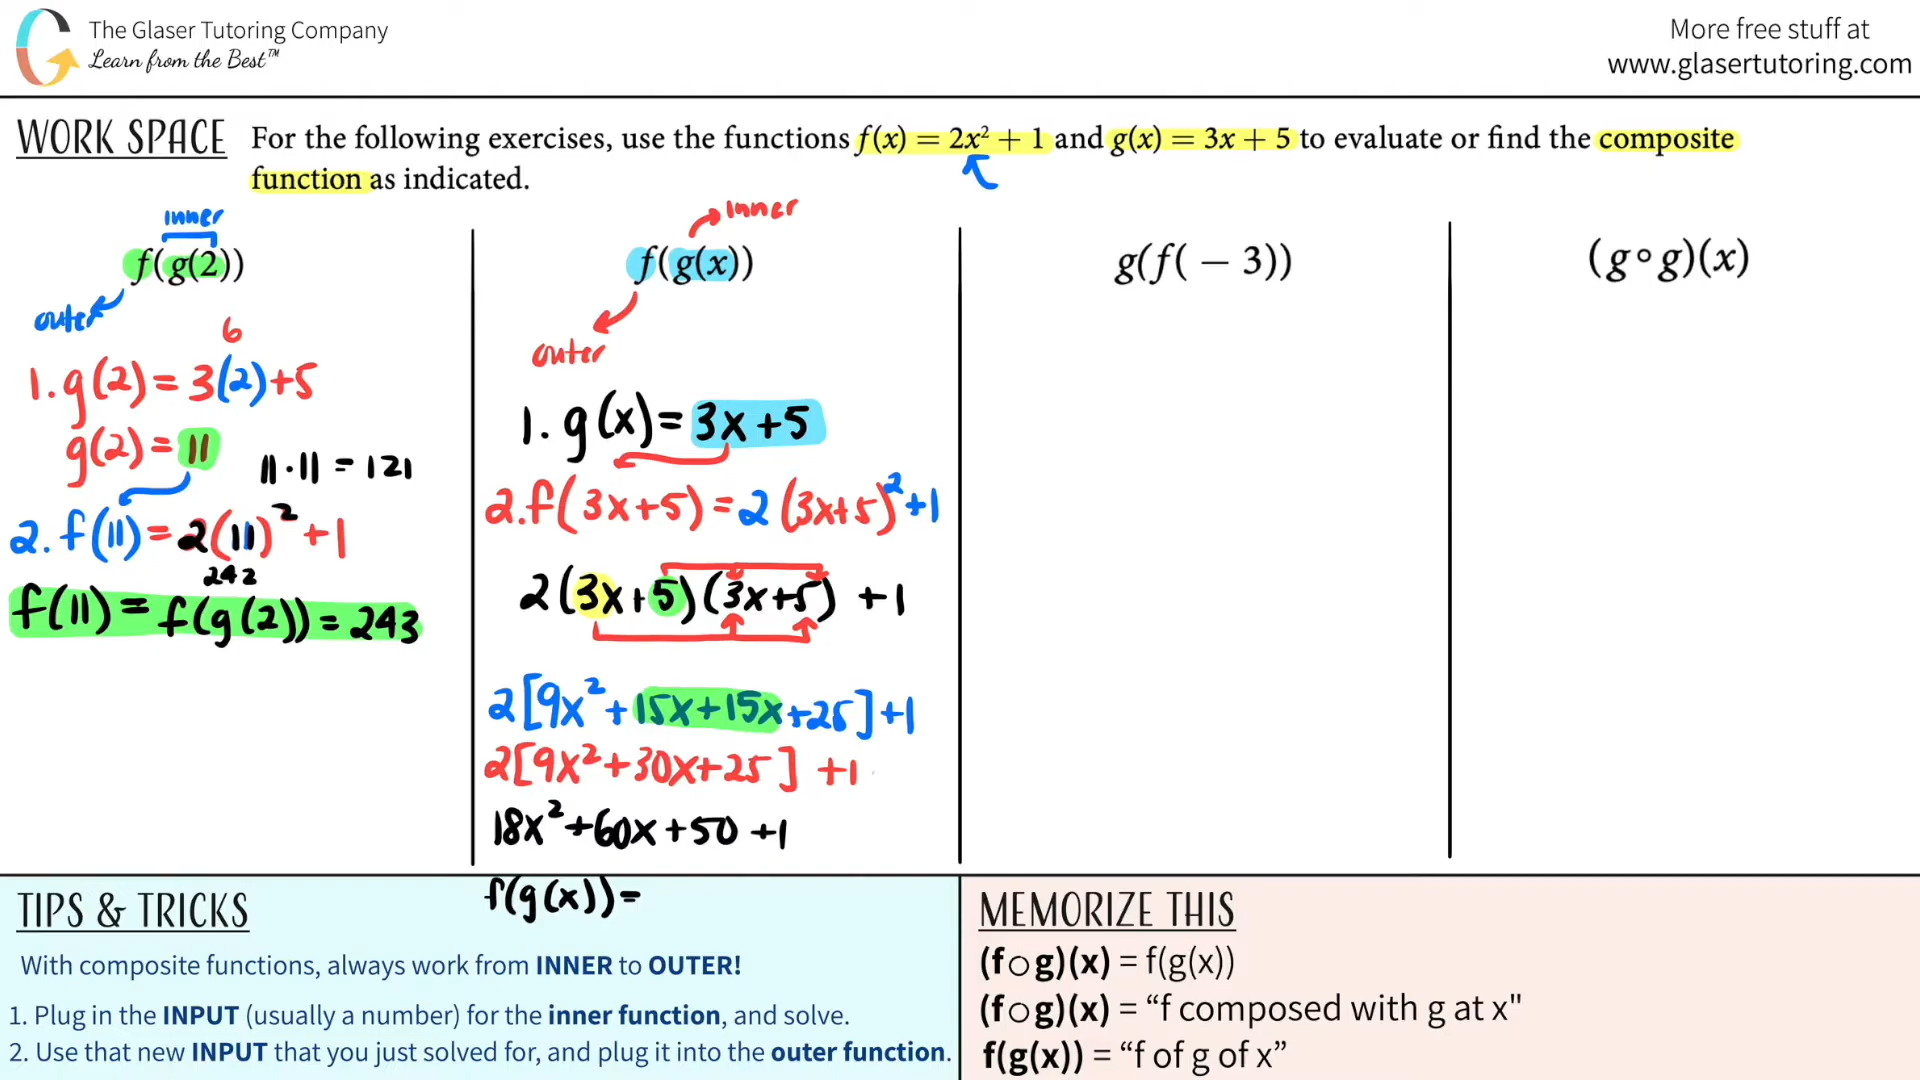 The Glaser Tutoring Company
Learn from the Best™
More free stuff at
www.glasertutoring.com
WORK SPACE
For the following exercises, use the functions f(x) = 2x² + 1 and g(x) = 3x + 5 to evaluate or find the composite
function as indicated.
inner
f(g(2))
outer
6
1. g(2) = 3(2)+5
g(2) = 11
11·11 = 121
2. f(11) = 2(11)² +1
242
f(11) = f(g(2)) = 243
inner
f(g(x))
outer
1. g(x) = 3x+5
2. f(3x+5) = 2(3x+5)²+1
2(3x+5)(3x+5) +1
2[9x²+15x+15x+25]+1
2[9x²+30x+25] +1
18x²+60x+50 +1
f(g(x)) =
g(f( − 3))
(g∘g)(x)
TIPS & TRICKS
With composite functions, always work from INNER to OUTER!
1. Plug in the INPUT (usually a number) for the inner function, and solve.
2. Use that new INPUT that you just solved for, and plug it into the outer function.
MEMORIZE THIS
(f○g)(x) = f(g(x))
(f○g)(x) = “f composed with g at x"
f(g(x)) = “f of g of x”